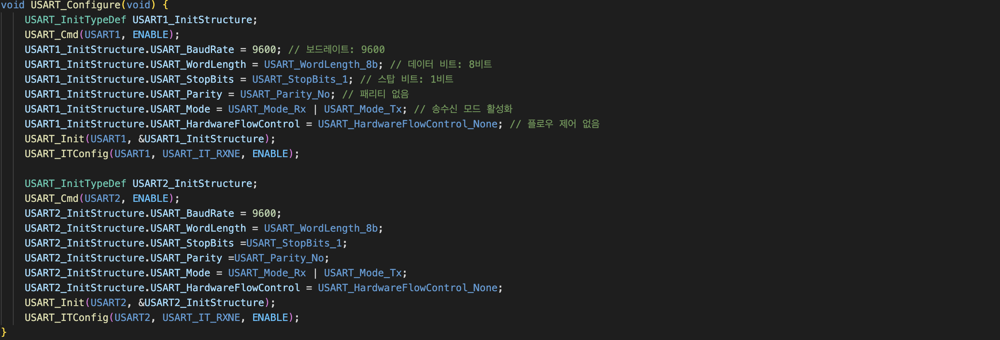 void USART_Configure(void) {
    USART_InitTypeDef USART1_InitStructure;
    USART_Cmd(USART1, ENABLE);
    USART1_InitStructure.USART_BaudRate = 9600; // 보드레이트: 9600
    USART1_InitStructure.USART_WordLength = USART_WordLength_8b; // 데이터 비트: 8비트
    USART1_InitStructure.USART_StopBits = USART_StopBits_1; // 스탑 비트: 1비트
    USART1_InitStructure.USART_Parity = USART_Parity_No; // 패리티 없음
    USART1_InitStructure.USART_Mode = USART_Mode_Rx | USART_Mode_Tx; // 송수신 모드 활성화
    USART1_InitStructure.USART_HardwareFlowControl = USART_HardwareFlowControl_None; // 플로우 제어 없음
    USART_Init(USART1, &USART1_InitStructure);
    USART_ITConfig(USART1, USART_IT_RXNE, ENABLE);

    USART_InitTypeDef USART2_InitStructure;
    USART_Cmd(USART2, ENABLE);
    USART2_InitStructure.USART_BaudRate = 9600;
    USART2_InitStructure.USART_WordLength = USART_WordLength_8b;
    USART2_InitStructure.USART_StopBits =USART_StopBits_1;
    USART2_InitStructure.USART_Parity =USART_Parity_No;
    USART2_InitStructure.USART_Mode = USART_Mode_Rx | USART_Mode_Tx;
    USART2_InitStructure.USART_HardwareFlowControl = USART_HardwareFlowControl_None;
    USART_Init(USART2, &USART2_InitStructure);
    USART_ITConfig(USART2, USART_IT_RXNE, ENABLE);
}